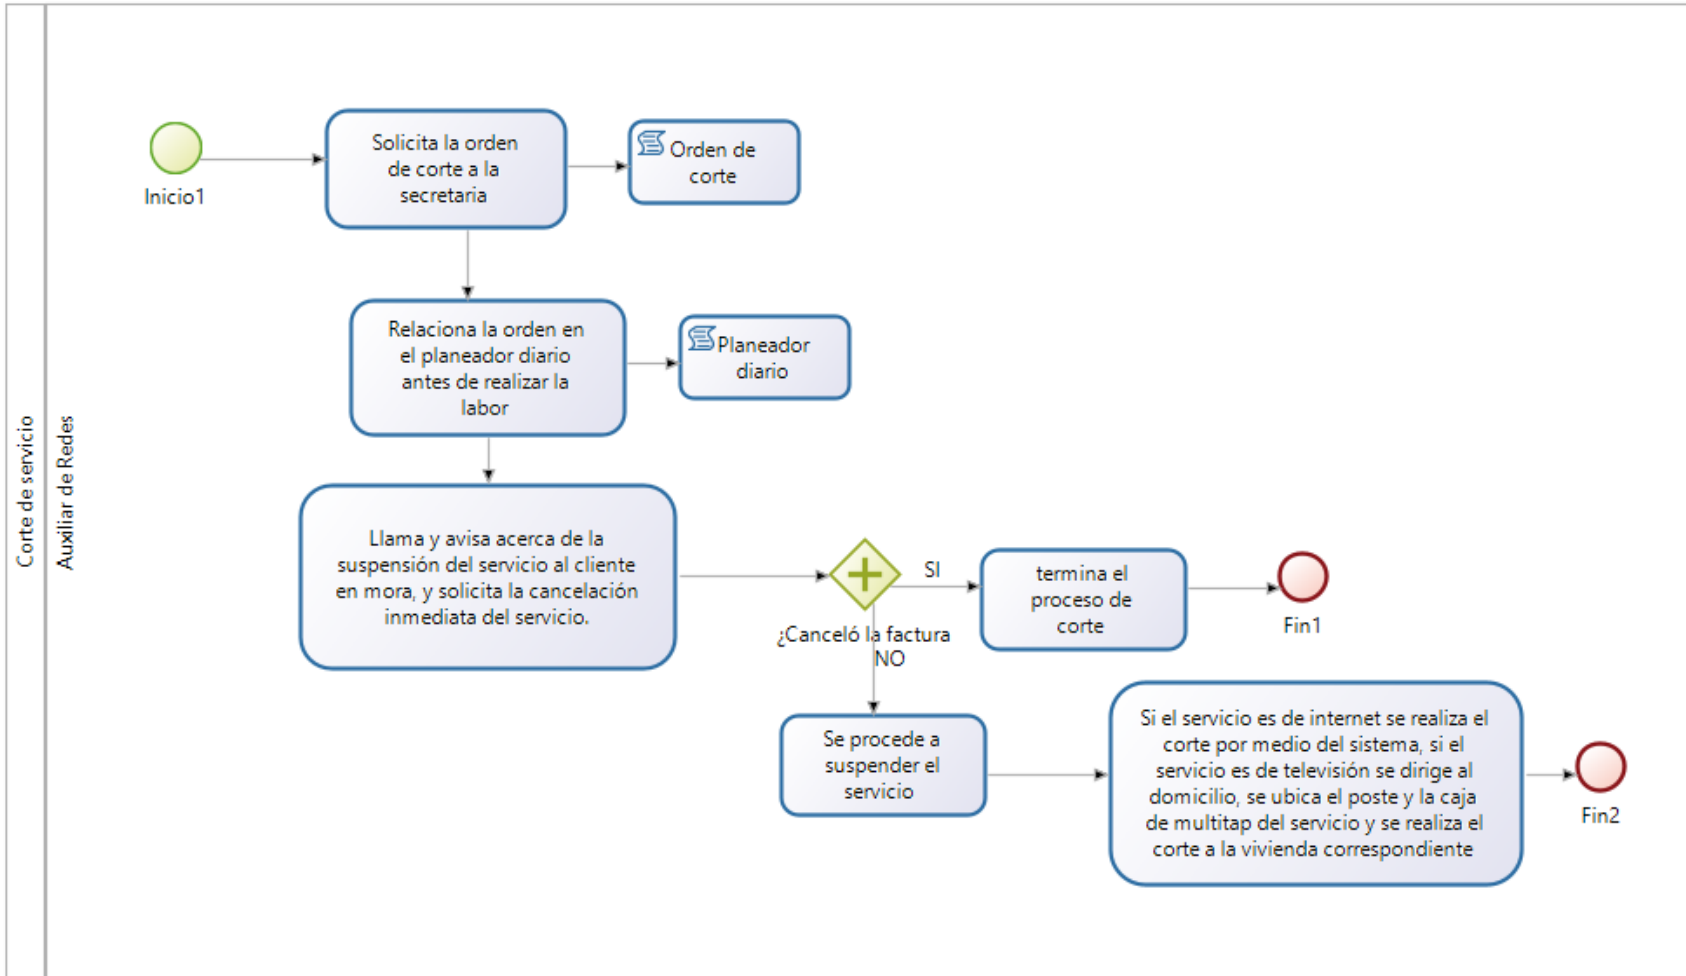 Corte de servicio
Auxiliar de Redes
Inicio1
Solicita la orden
de corte a la
secretaria
Orden de
corte
Relaciona la orden en
el planeador diario
antes de realizar la
labor
Planeador
diario
Llama y avisa acerca de la
suspensión del servicio al cliente
en mora, y solicita la cancelación
inmediata del servicio.
¿Canceló la factura
SI
NO
termina el
proceso de
corte
Fin1
Se procede a
suspender el
servicio
Si el servicio es de internet se realiza el
corte por medio del sistema, si el
servicio es de televisión se dirige al
domicilio, se ubica el poste y la caja
de multitap del servicio y se realiza el
corte a la vivienda correspondiente
Fin2